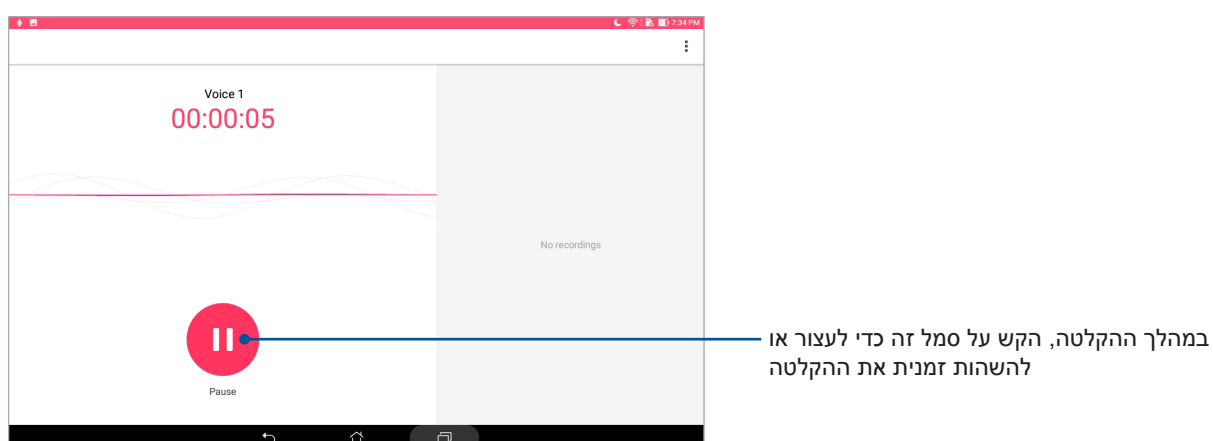 7:34 PM
Voice 1
00:00:05
No recordings
Pause
במהלך ההקלטה, הקש על סמל זה כדי לעצור או
להשהות זמנית את ההקלטה